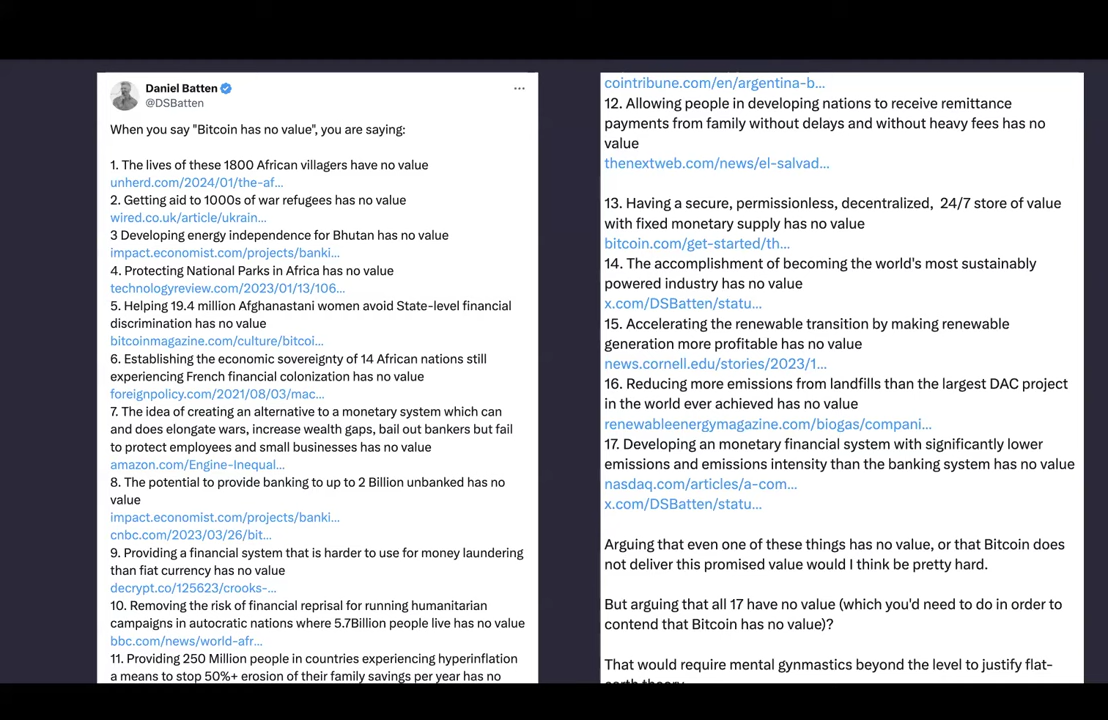 Daniel Batten
@DSBatten
When you say "Bitcoin has no value", you are saying:
1. The lives of these 1800 African villagers have no value
unherd.com/2024/01/the-af...
2. Getting aid to 1000s of war refugees has no value
wired.co.uk/article/ukrain...
3 Developing energy independence for Bhutan has no value
impact.economist.com/projects/banki...
4. Protecting National Parks in Africa has no value
technologyreview.com/2023/01/13/106...
5. Helping 19.4 million Afghanastani women avoid State-level financial
discrimination has no value
bitcoinmagazine.com/culture/bitcoi...
6. Establishing the economic sovereignty of 14 African nations still
experiencing French financial colonization has no value
foreignpolicy.com/2021/08/03/mac...
7. The idea of creating an alternative to a monetary system which can
and does elongate wars, increase wealth gaps, bail out bankers but fail
to protect employees and small businesses has no value
amazon.com/Engine-Inequal...
8. The potential to provide banking to up to 2 Billion unbanked has no
value
impact.economist.com/projects/banki...
cnbc.com/2023/03/26/bit...
9. Providing a financial system that is harder to use for money laundering
than fiat currency has no value
decrypt.co/125623/crooks-...
10. Removing the risk of financial reprisal for running humanitarian
campaigns in autocratic nations where 5.7Billion people live has no value
bbc.com/news/world-afr...
11. Providing 250 Million people in countries experiencing hyperinflation
a means to stop 50%+ erosion of their family savings per year has no
cointribune.com/en/argentina-b...
12. Allowing people in developing nations to receive remittance
payments from family without delays and without heavy fees has no
value
thenextweb.com/news/el-salvad...
13. Having a secure, permissionless, decentralized, 24/7 store of value
with fixed monetary supply has no value
bitcoin.com/get-started/th...
14. The accomplishment of becoming the world's most sustainably
powered industry has no value
x.com/DSBatten/statu...
15. Accelerating the renewable transition by making renewable
generation more profitable has no value
news.cornell.edu/stories/2023/1...
16. Reducing more emissions from landfills than the largest DAC project
in the world ever achieved has no value
renewableenergymagazine.com/biogas/compani...
17. Developing an monetary financial system with significantly lower
emissions and emissions intensity than the banking system has no value
nasdaq.com/articles/a-com...
x.com/DSBatten/statu...
Arguing that even one of these things has no value, or that Bitcoin does
not deliver this promised value would I think be pretty hard.
But arguing that all 17 have no value (which you'd need to do in order to
contend that Bitcoin has no value)?
That would require mental gynmastics beyond the level to justify flat-